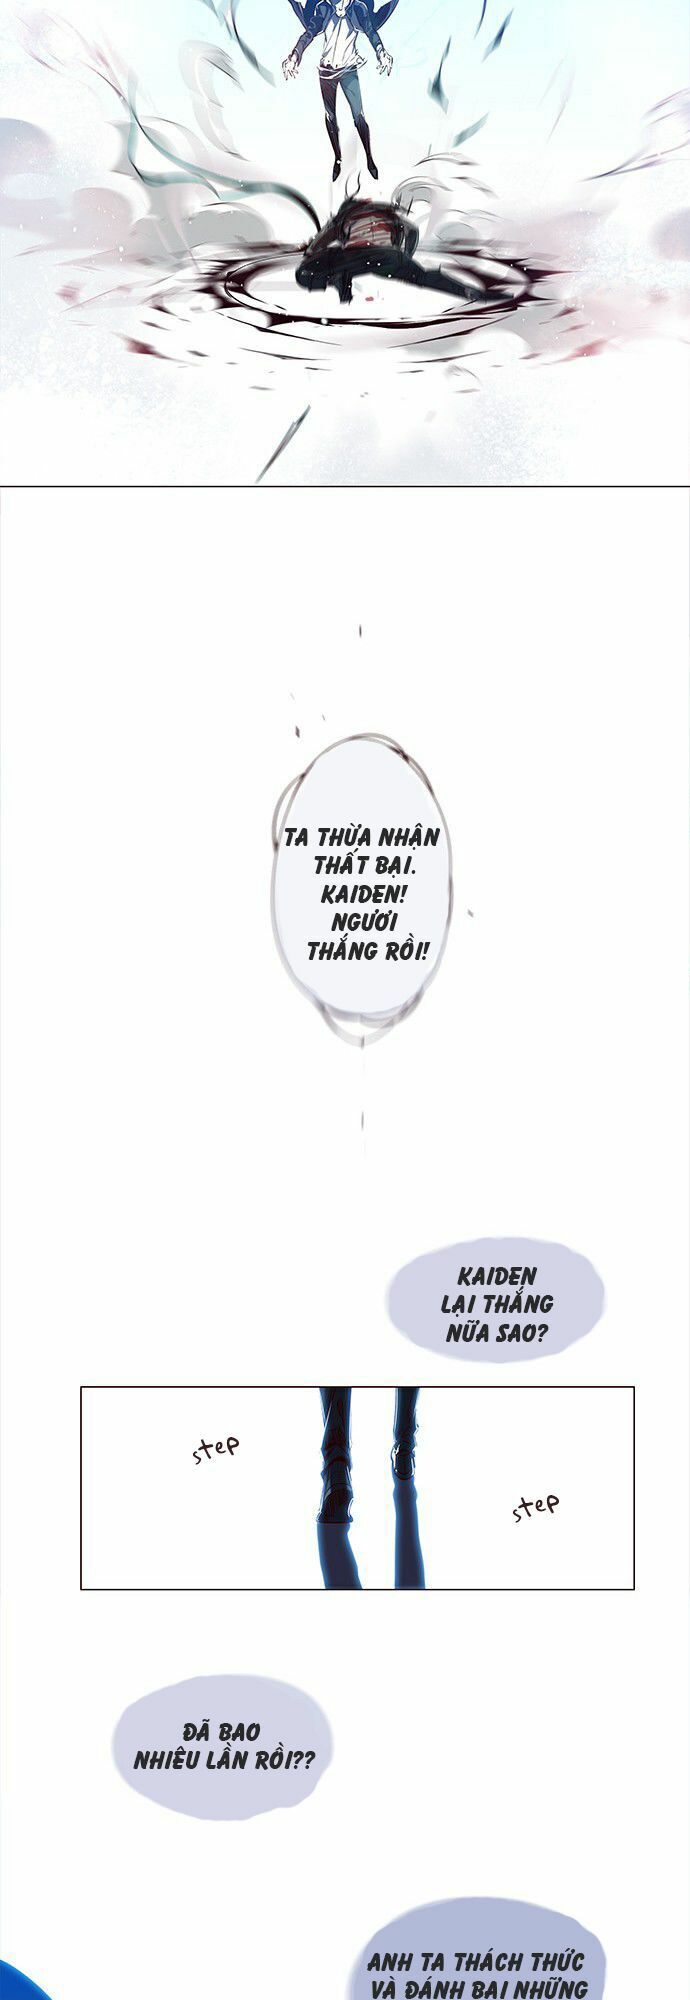 TA THỪA NHẬN
THẤT BẠI.
KAIDEN!
NGƯƠI
THẮNG RỒI!
KAIDEN
LẠI THẮNG
NỮA SAO?
step
step
ĐÃ BAO
NHIÊU LẦN RỒI??
ANH TA THÁCH THỨC
VÀ ĐÁNH BẠI NHỮNG